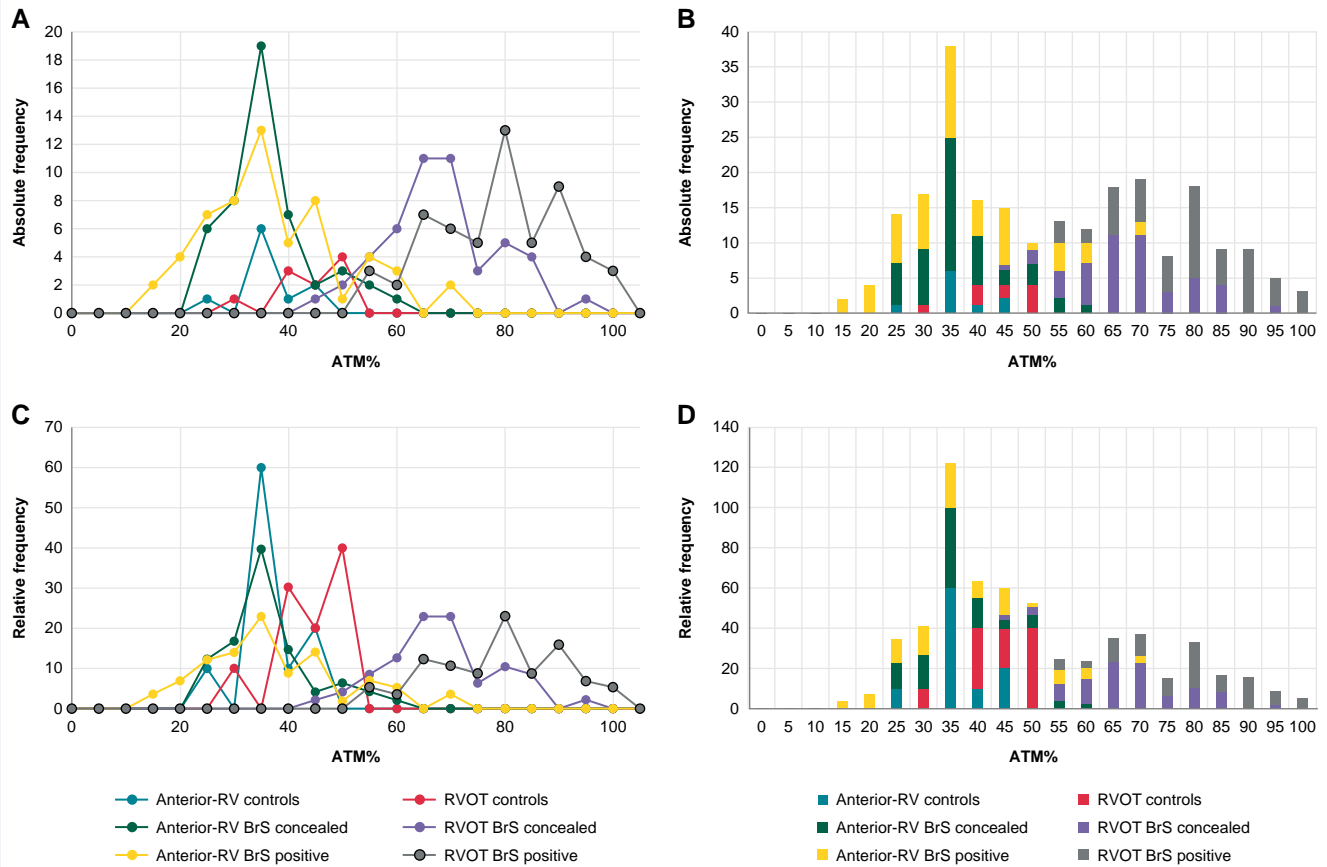 A
Absolute frequency
20
18
16
14
12
10
8
6
4
2
0
0 20 40 60 80 100
ATM%
B
Absolute frequency
40
35
30
25
20
15
10
5
0
0 5 10 15 20 25 30 35 40 45 50 55 60 65 70 75 80 85 90 95 100
ATM%
C
Relative frequency
70
60
50
40
30
20
10
0
0 20 40 60 80 100
ATM%
D
Relative frequency
140
120
100
80
60
40
20
0
0 5 10 15 20 25 30 35 40 45 50 55 60 65 70 75 80 85 90 95 100
ATM%
Anterior-RV controls
RVOT controls
Anterior-RV BrS concealed
RVOT BrS concealed
Anterior-RV BrS positive
RVOT BrS positive
Anterior-RV controls
RVOT controls
Anterior-RV BrS concealed
RVOT BrS concealed
Anterior-RV BrS positive
RVOT BrS positive